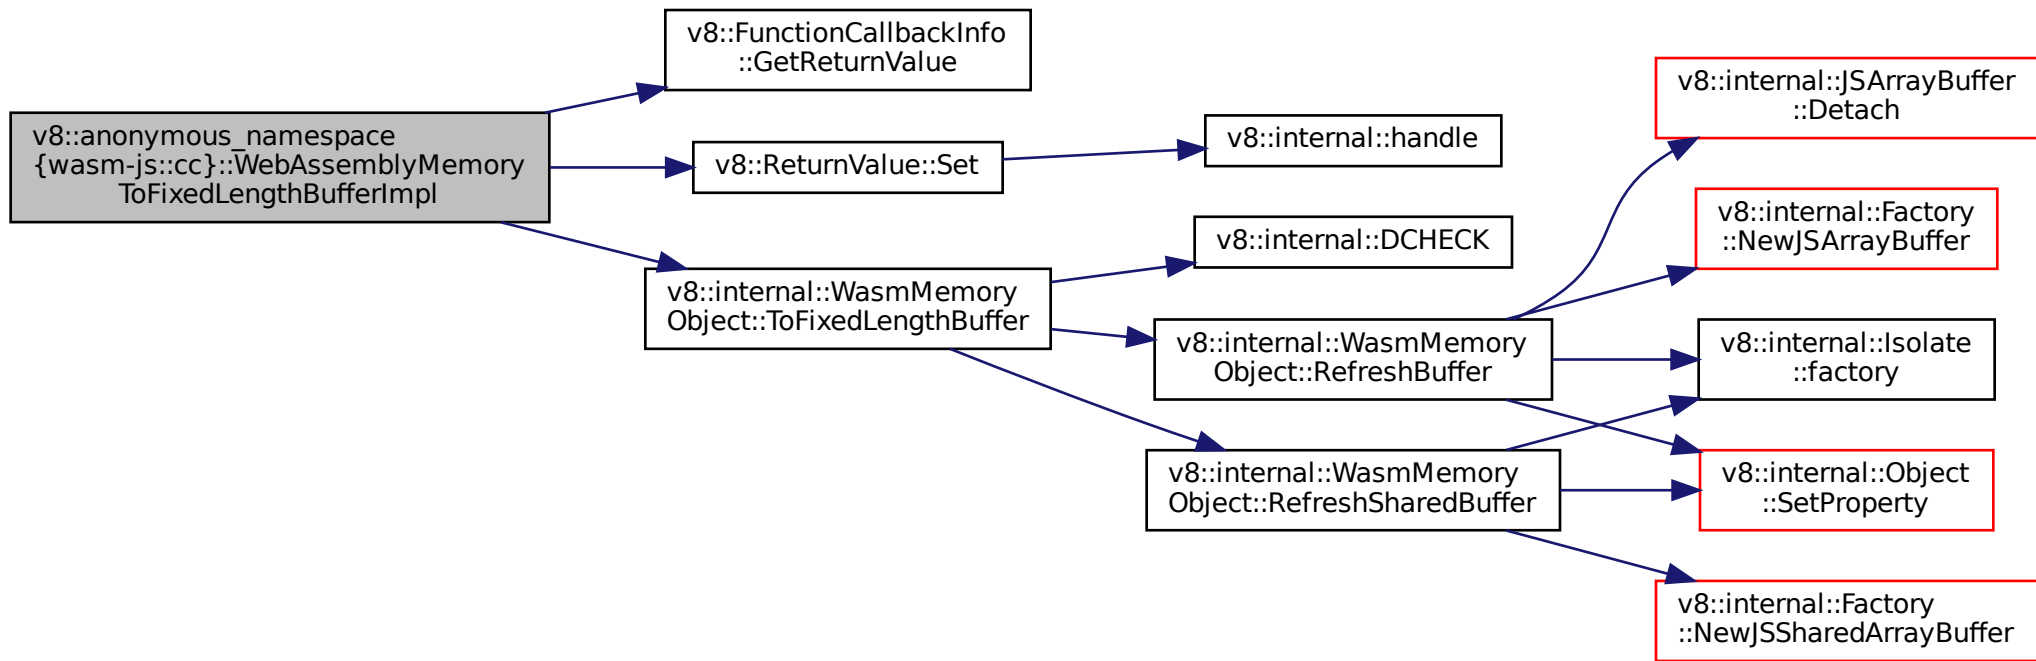 v8::anonymous_namespace
{wasm-js::cc}::WebAssemblyMemory
ToFixedLengthBufferImpl
v8::FunctionCallbackInfo
::GetReturnValue
v8::ReturnValue::Set
v8::internal::WasmMemory
Object::ToFixedLengthBuffer
v8::internal::handle
v8::internal::DCHECK
v8::internal::WasmMemory
Object::RefreshBuffer
v8::internal::WasmMemory
Object::RefreshSharedBuffer
v8::internal::JSArrayBuffer
::Detach
v8::internal::Factory
::NewJSArrayBuffer
v8::internal::Isolate
::factory
v8::internal::Object
::SetProperty
v8::internal::Factory
::NewJSSharedArrayBuffer